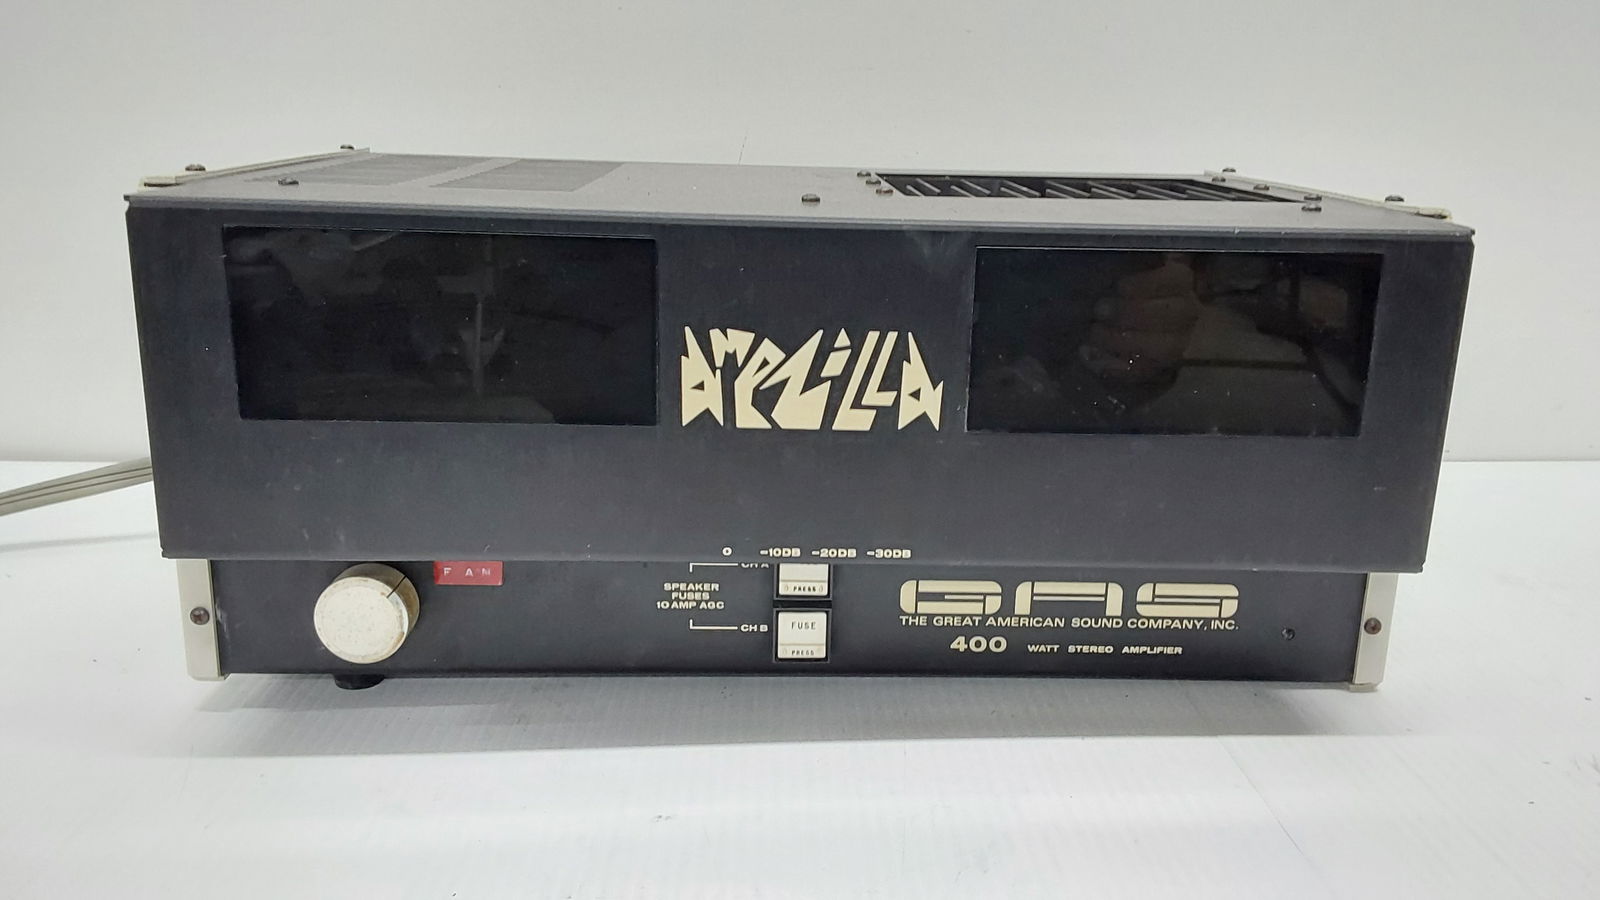 AMPZILLA
0 -10DB -20DB -30DB
FAN
CH A
PRESS
SPEAKER
FUSES
10 AMP AGC
CH B
FUSE
PRESS
GAS
THE GREAT AMERICAN SOUND COMPANY, INC.
400 WATT STEREO AMPLIFIER